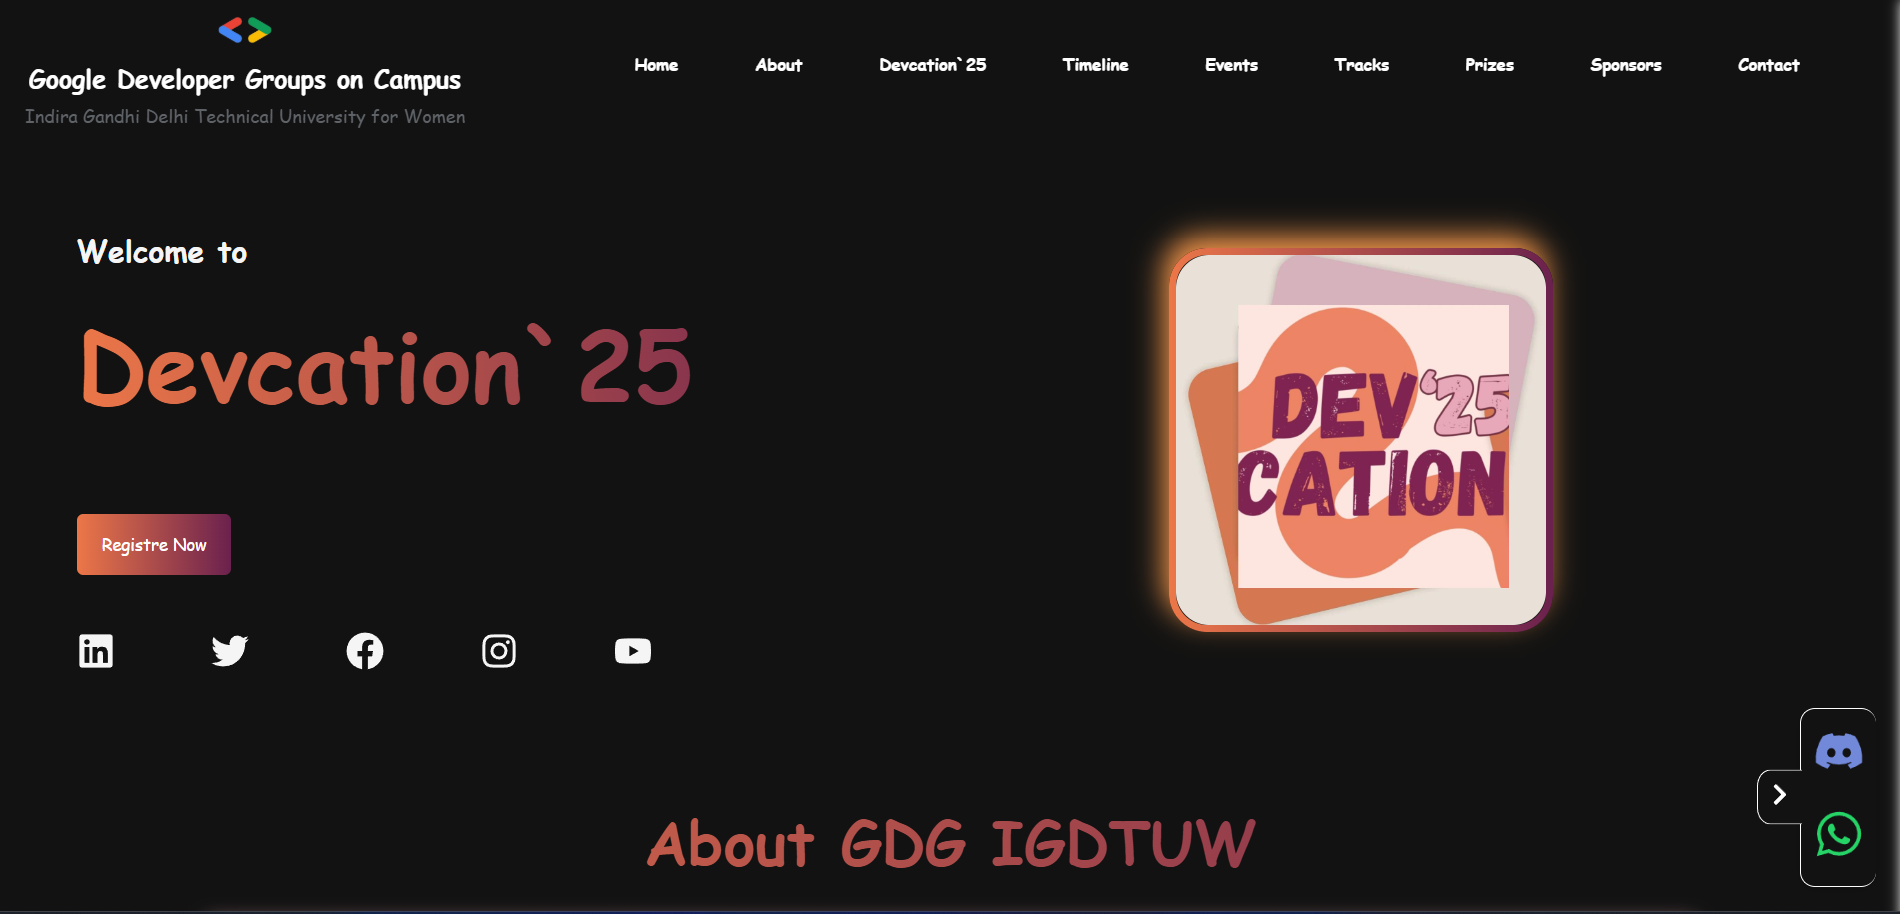 Google Developer Groups on Campus
Indira Gandhi Delhi Technical University for Women
Home About Devcation`25 Timeline Events Tracks Prizes Sponsors Contact
Welcome to
Devcation`25
DEV'25
CATION
Registre Now
About GDG IGDTUW